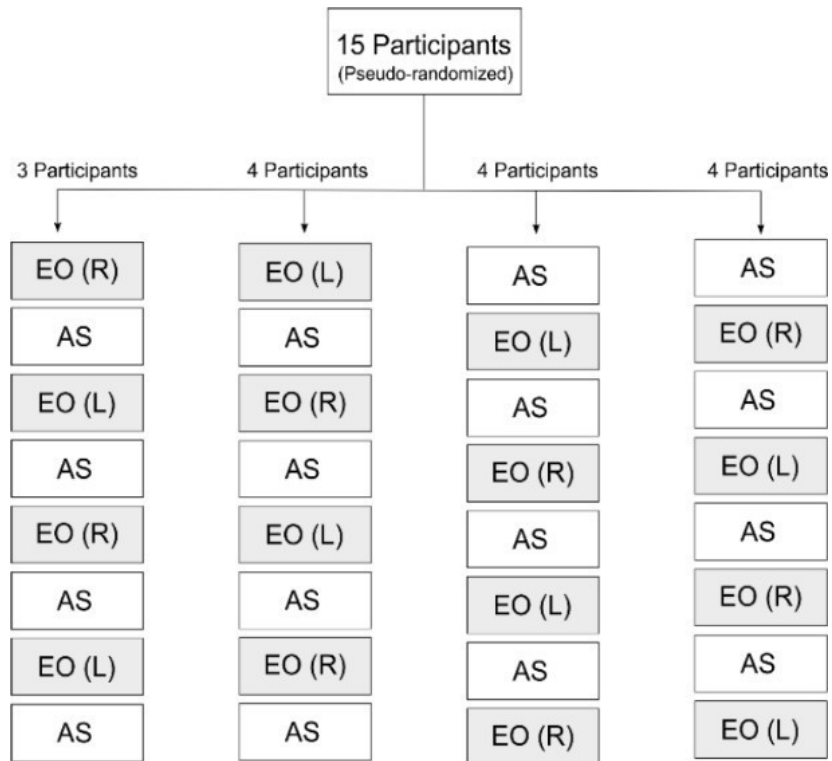 15 Participants
(Pseudo-randomized)
3 Participants
4 Participants
4 Participants
4 Participants
EO (R)
AS
EO (L)
AS
EO (R)
AS
EO (L)
AS
EO (L)
AS
EO (R)
AS
EO (L)
AS
EO (R)
AS
AS
EO (L)
AS
EO (R)
AS
EO (L)
AS
EO (R)
AS
EO (R)
AS
EO (L)
AS
EO (R)
AS
EO (L)